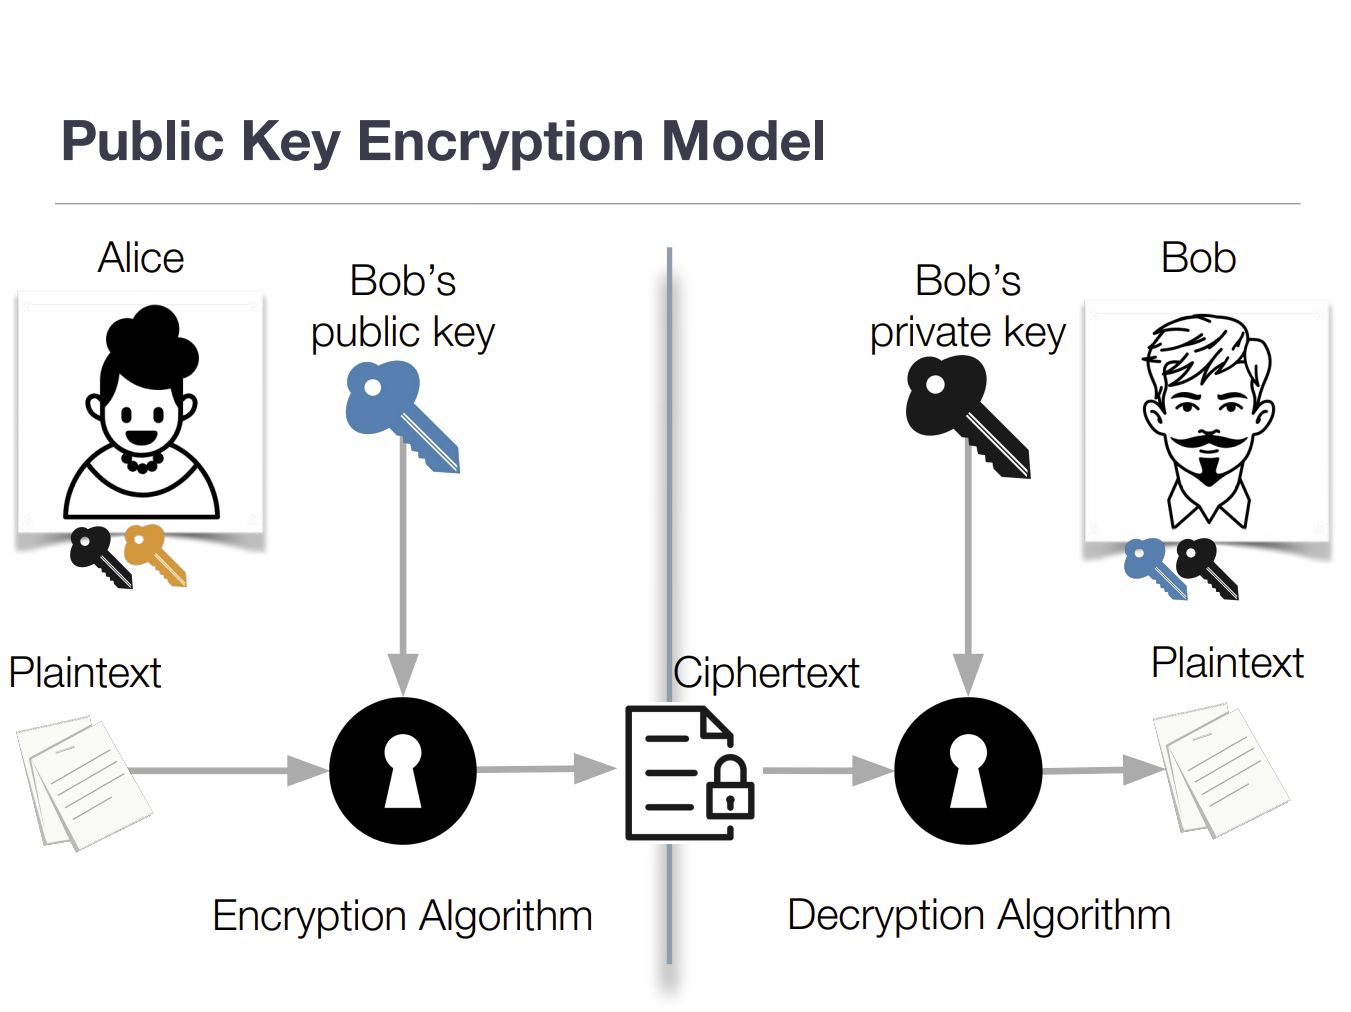 Public Key Encryption Model
Alice
Bob’s
public key
Bob’s
private key
Bob
Plaintext
Ciphertext
Plaintext
Encryption Algorithm
Decryption Algorithm